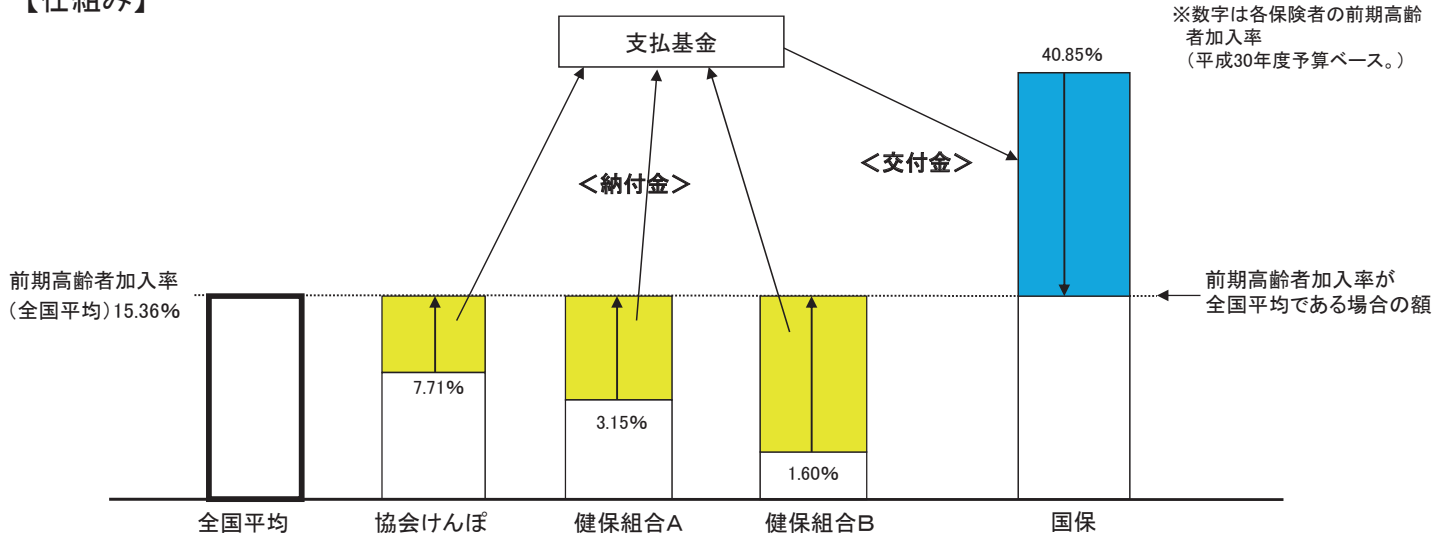 【仕組み】
※数字は各保険者の前期高齢
者加入率
（平成30年度予算ベース。）
支払基金
40.85%
＜交付金＞
＜納付金＞
前期高齢者加入率
（全国平均）15.36%
前期高齢者加入率が
全国平均である場合の額
7.71%
3.15%
1.60%
全国平均
協会けんぽ
健保組合A
健保組合B
国保